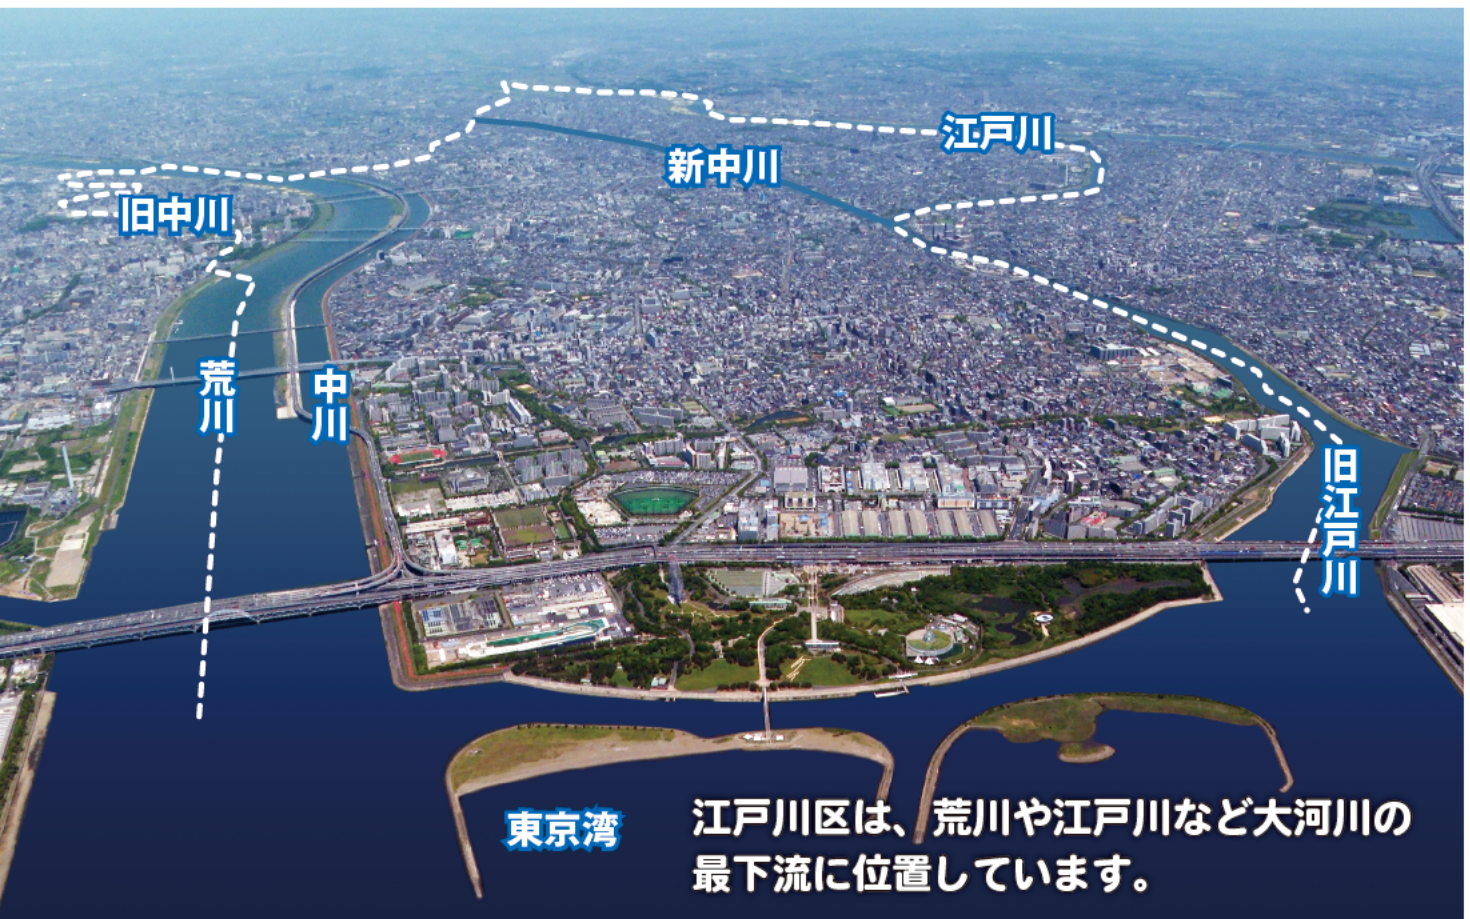 江戸川
新中川
旧中川
荒川
中川
旧江戸川
東京湾
江戸川区は、荒川や江戸川など大河川の
最下流に位置しています。